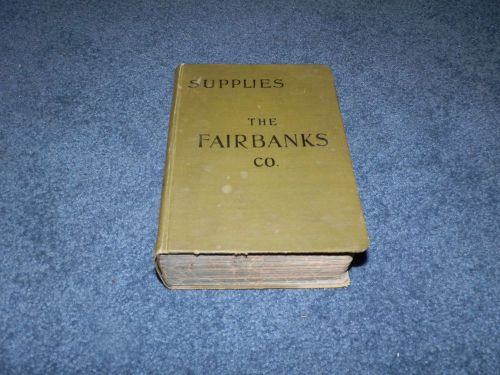 SUPPLIES
THE
FAIRBANKS
CO.